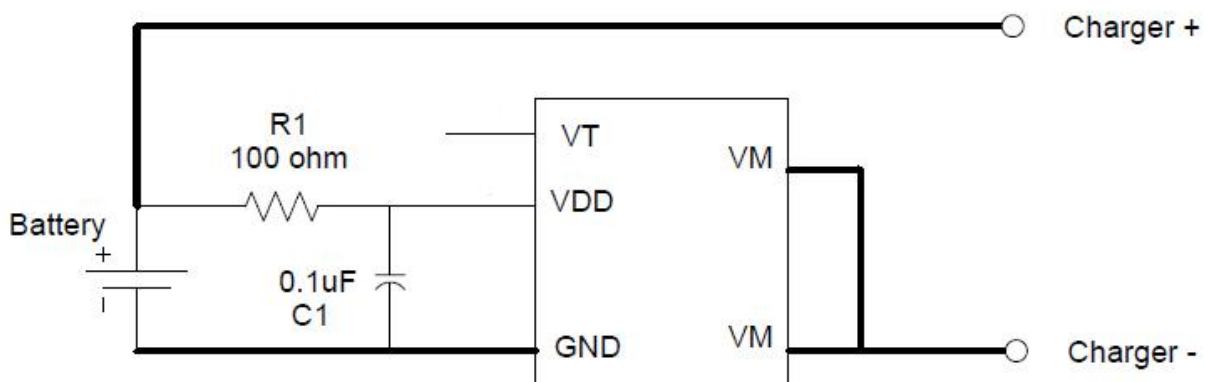 Charger +
R1
100 ohm
VT
VM
VDD
Battery
+
0.1uF
C1
GND
VM
Charger -